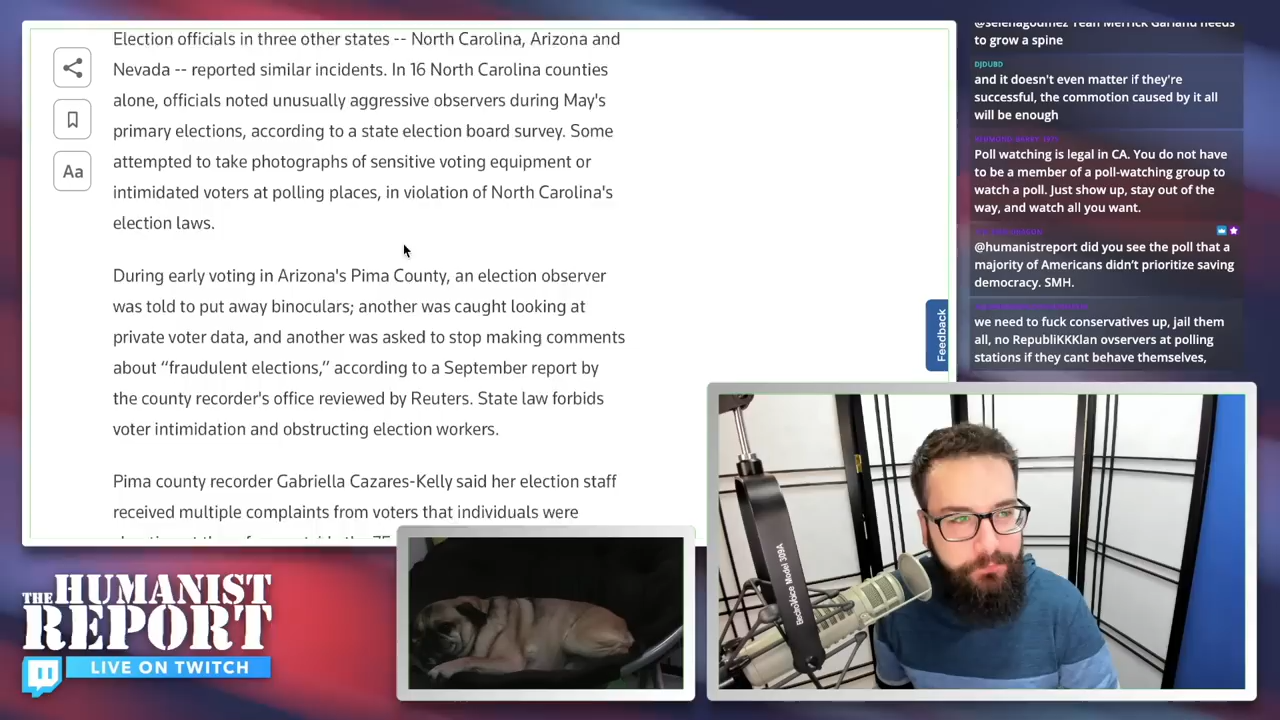 Election officials in three other states -- North Carolina, Arizona and
Nevada -- reported similar incidents. In 16 North Carolina counties
alone, officials noted unusually aggressive observers during May's
primary elections, according to a state election board survey. Some
attempted to take photographs of sensitive voting equipment or
intimidated voters at polling places, in violation of North Carolina's
election laws.
Aa
During early voting in Arizona's Pima County, an election observer
was told to put away binoculars; another was caught looking at
private voter data, and another was asked to stop making comments
about “fraudulent elections,” according to a September report by
the county recorder's office reviewed by Reuters. State law forbids
voter intimidation and obstructing election workers.
Pima county recorder Gabriella Cazares-Kelly said her election staff
received multiple complaints from voters that individuals were
Feedback
@selenagoumez Yeah Merrick Garland needs
to grow a spine
DJDUBD
and it doesn't even matter if they're
successful, the commotion caused by it all
will be enough
Poll watching is legal in CA. You do not have
to be a member of a poll-watching group to
watch a poll. Just show up, stay out of the
way, and watch all you want.
@humanistreport did you see the poll that a
majority of Americans didn’t prioritize saving
democracy. SMH.
we need to fuck conservatives up, jail them
all, no RepubliKKKlan ovservers at polling
stations if they cant behave themselves,
THE HUMANIST
REPORT
LIVE ON TWITCH
ElectroVoice Model 309A